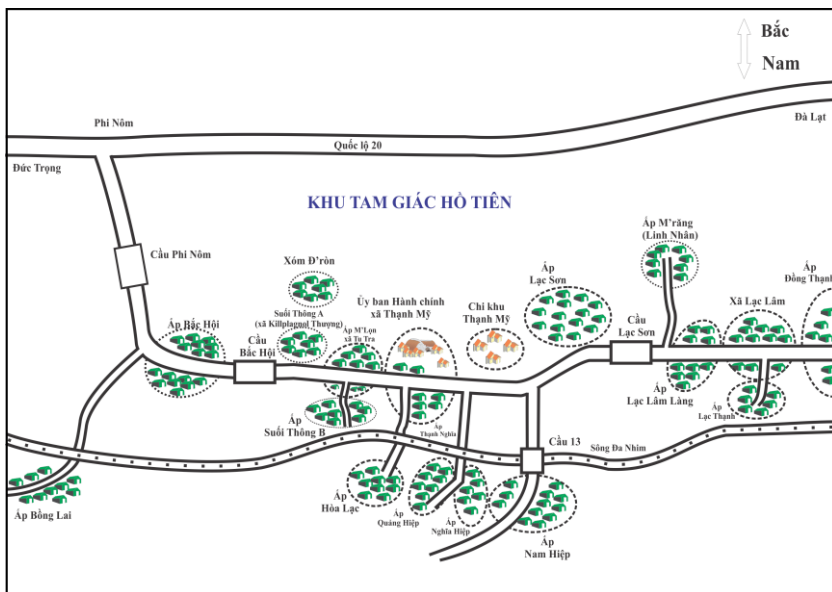 Bắc
Nam
Phi Nôm
Đà Lạt
Quốc lộ 20
Đức Trọng
KHU TAM GIÁC HỒ TIÊN
Cầu Phi Nôm
Xóm Đ'ròn
Ấp M'răng
(Linh Nhân)
Ấp
Lạc Sơn
Ấp
Đồng Thạnh
Ủy ban Hành chính
xã Thạnh Mỹ
Chi khu
Thạnh Mỹ
Cầu
Lạc Sơn
Xã Lạc Lâm
Suối Thông A
(xã Killplagnol Thượng)
Ấp Bắc Hội
Cầu
Bắc Hội
Ấp M'Lọn
xã Tu Tra
Ấp
Lạc Lâm Làng
Ấp
Lạc Thạnh
Ấp
Suối Thông B
Ấp
Thạnh Nghĩa
Cầu 13
Sông Đa Nhim
Ấp Bồng Lai
Ấp
Hòa Lạc
Ấp
Quảng Hiệp
Ấp
Nghĩa Hiệp
Ấp
Nam Hiệp